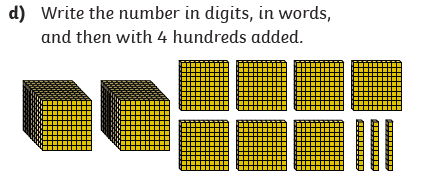 d) Write the number in digits, in words,
and then with 4 hundreds added.